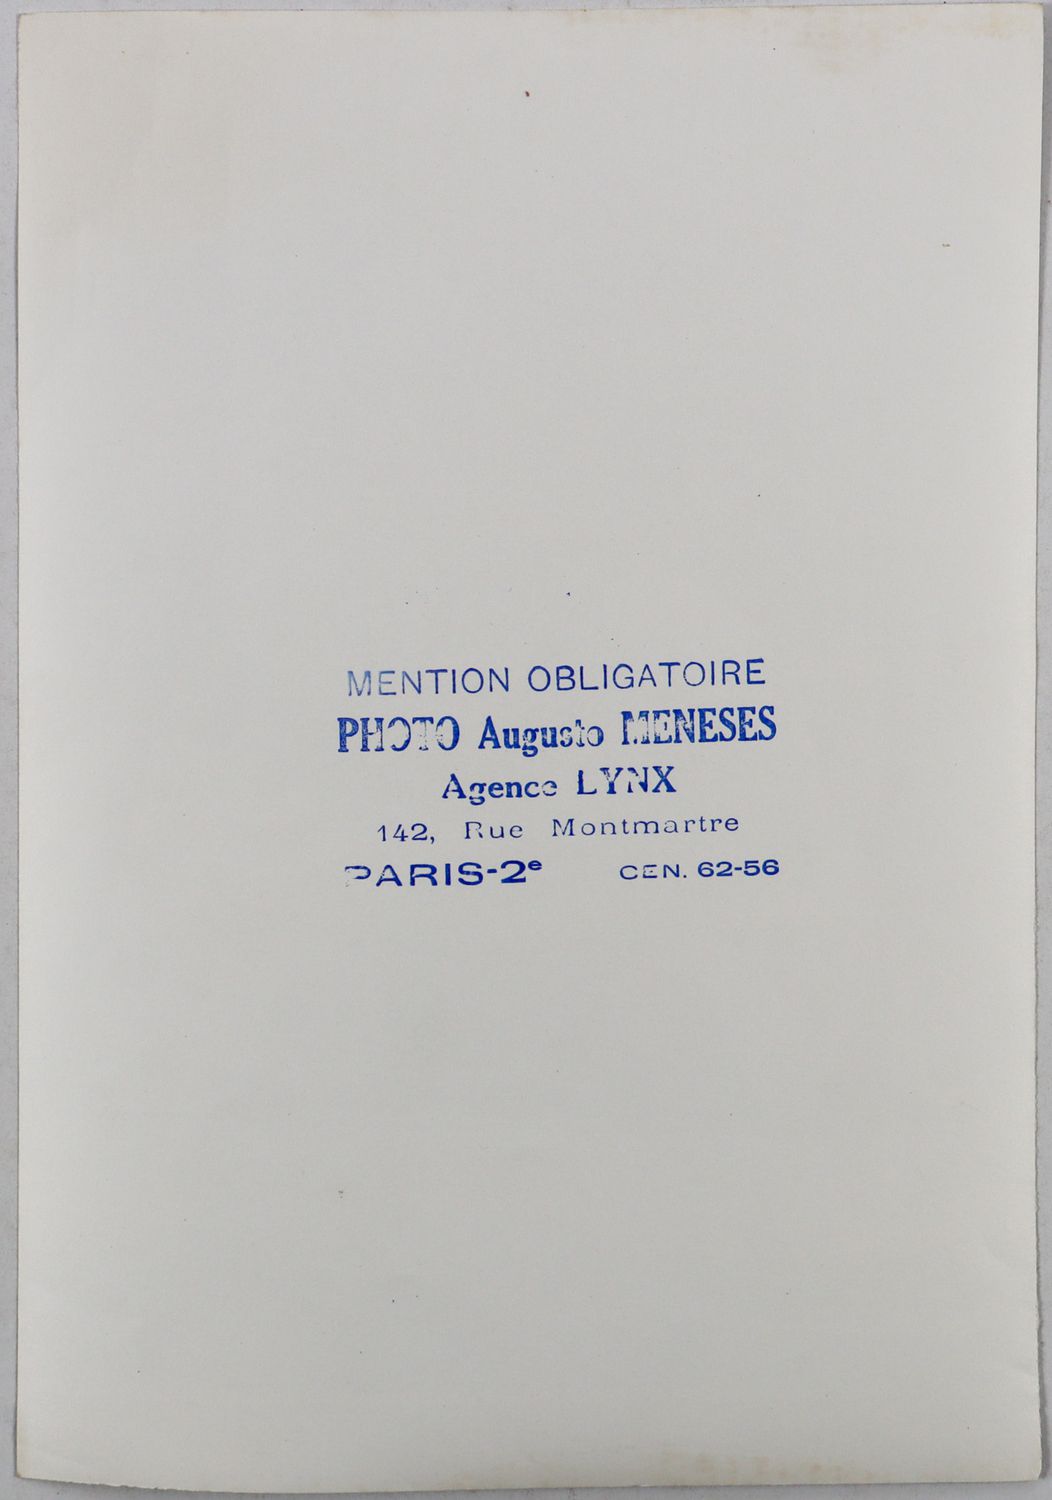 MENTION OBLIGATOIRE
PHOTO Augusto MENESES
Agence LYNX
142, Rue Montmartre
PARIS-2e CEN. 62-56